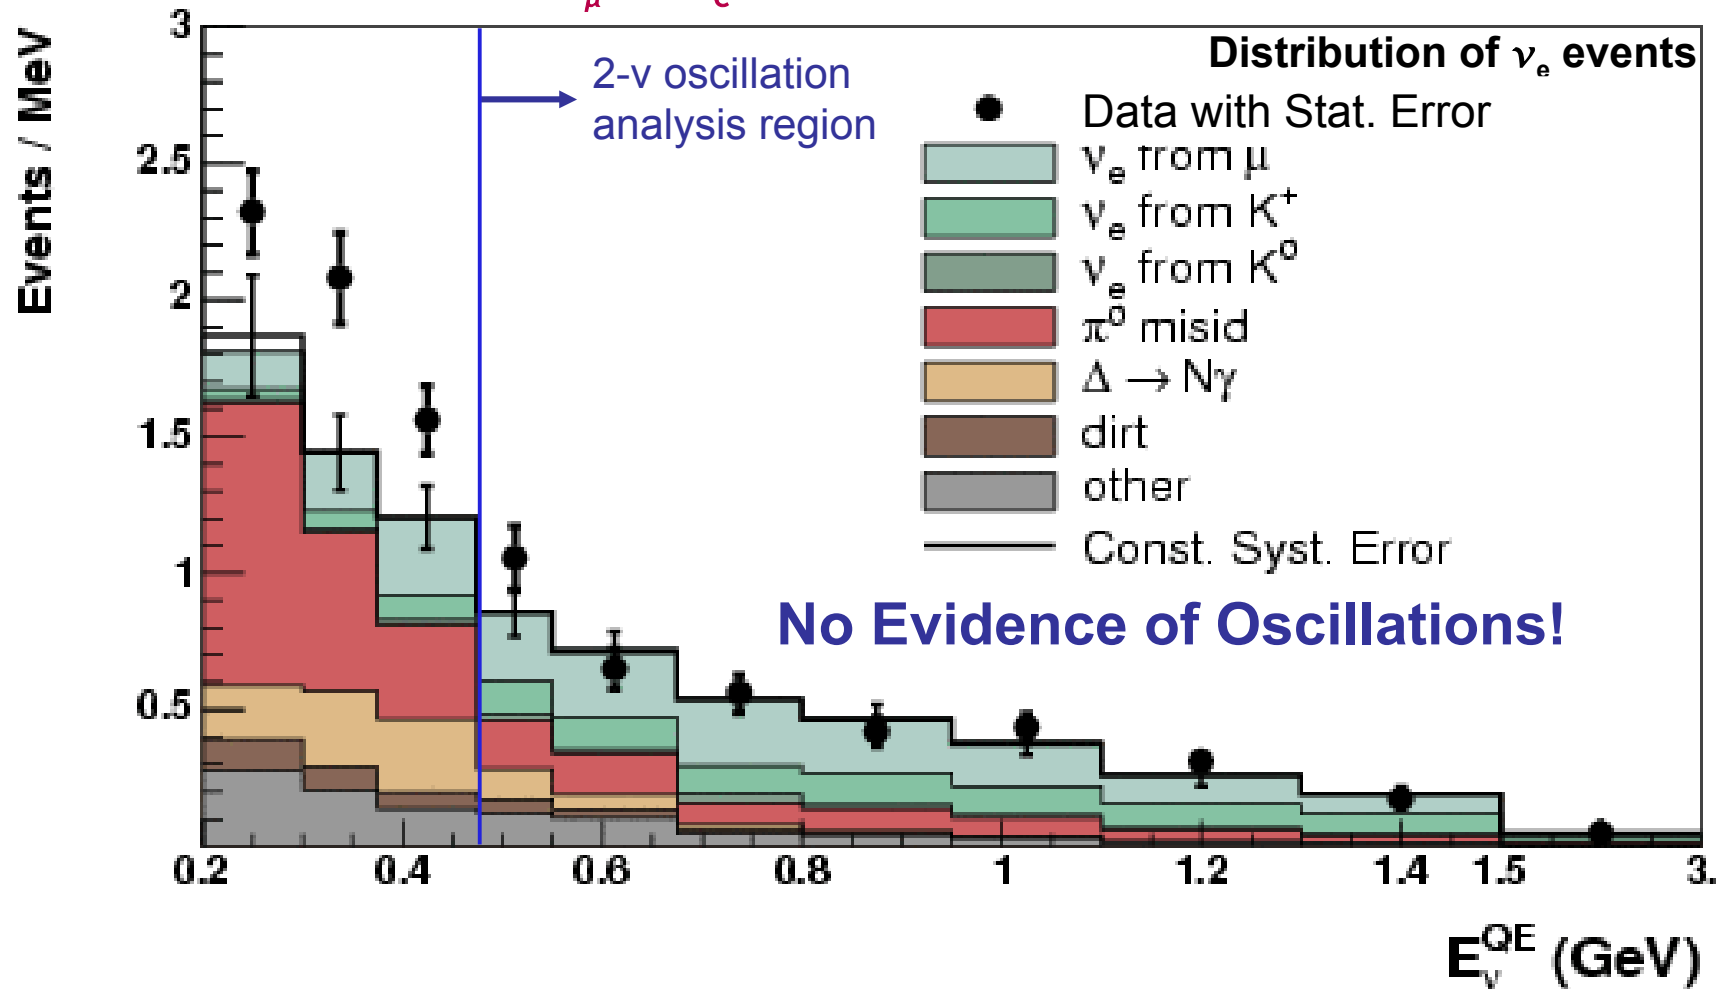 Distribution of νe events
2-ν oscillation
analysis region
Data with Stat. Error
νe from μ
νe from K+
νe from K0
π0 misid
Δ → Nγ
dirt
other
Const. Syst. Error
No Evidence of Oscillations!
Events / MeV
3
2.5
2
1.5
1
0.5
0.2 0.4 0.6 0.8 1 1.2 1.4 1.5 3.
EνQE (GeV)